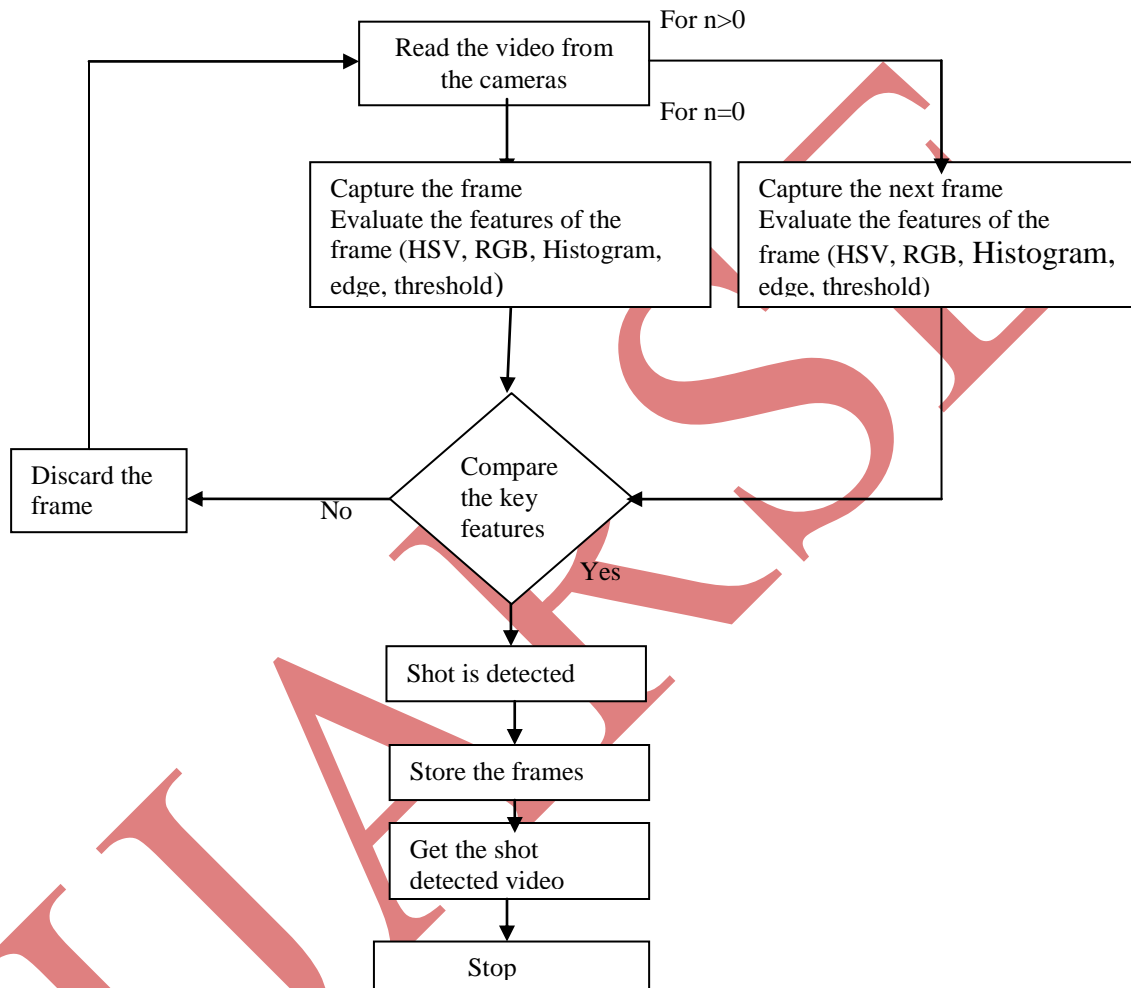 For n>0
Read the video from
the cameras
For n=0
Capture the frame
Evaluate the features of the
frame (HSV, RGB, Histogram,
edge, threshold)
Capture the next frame
Evaluate the features of the
frame (HSV, RGB, Histogram,
edge, threshold)
Compare
the key
features
Discard the
frame
No
Yes
Shot is detected
Store the frames
Get the shot
detected video
Stop
IJARSE